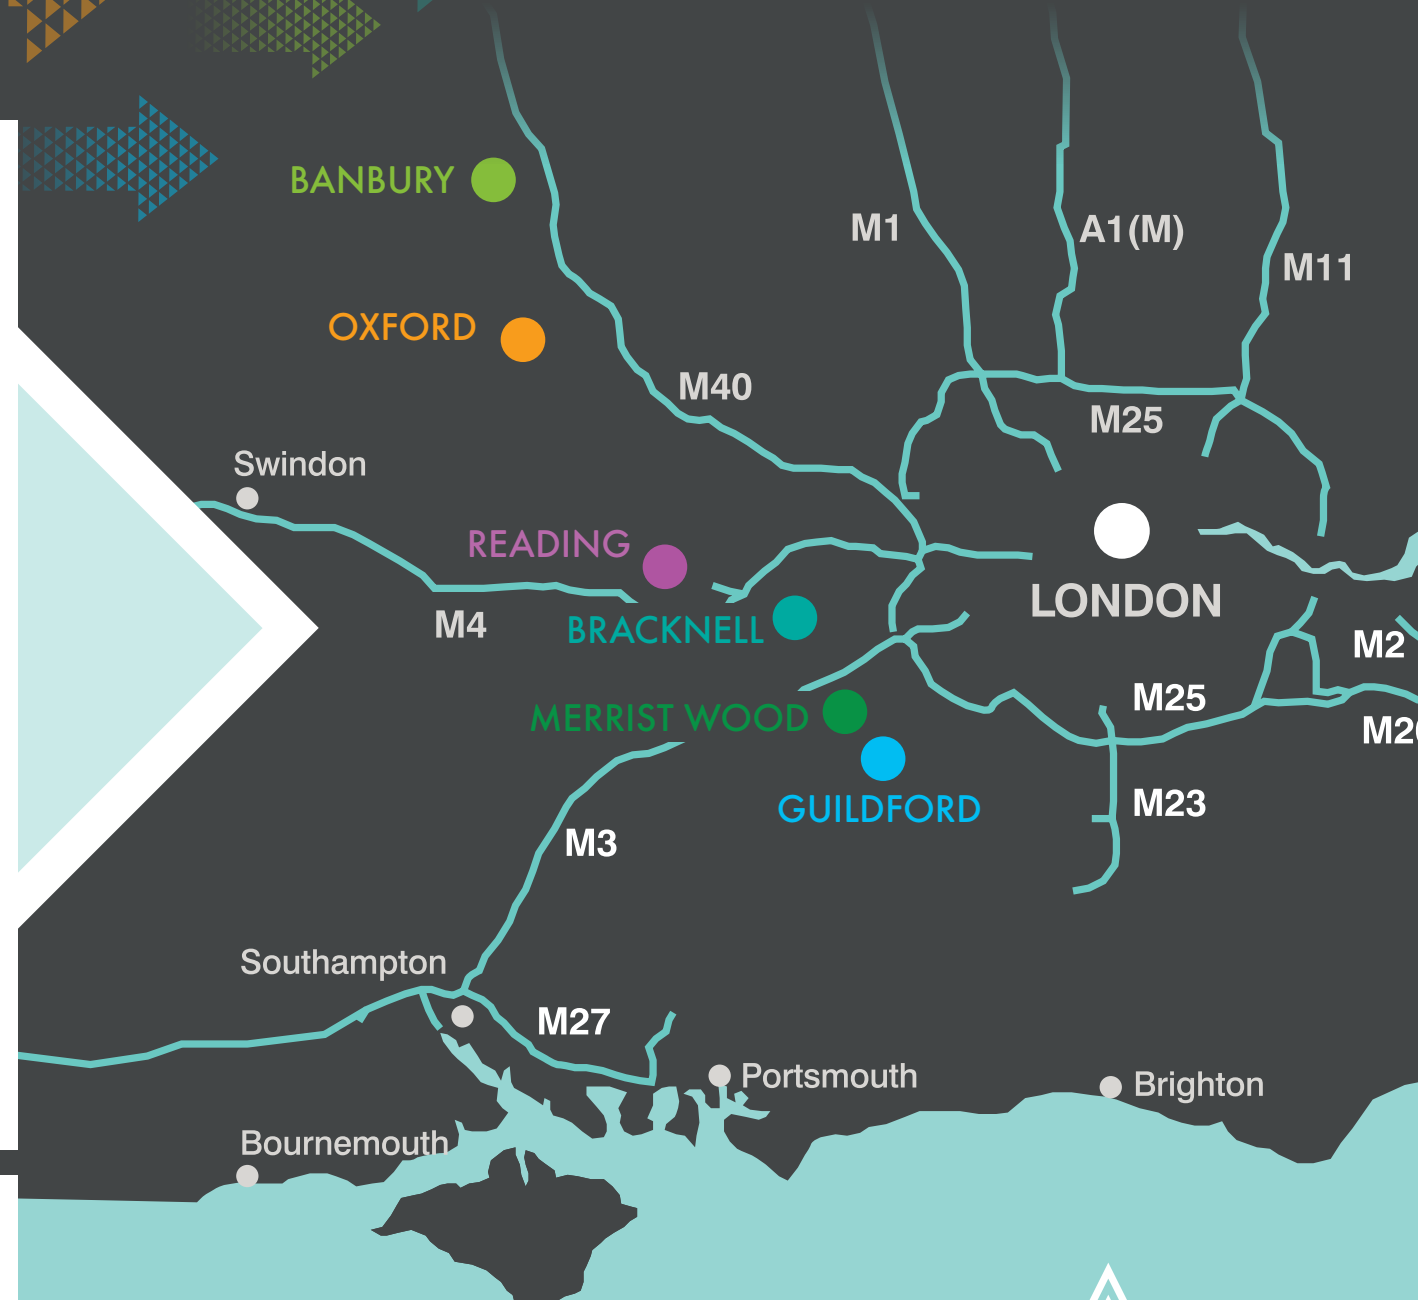 BANBURY
M1
A1(M)
M11
OXFORD
M40
M25
Swindon
READING
LONDON
M4
BRACKNELL
M2
M25
MERRIST WOOD
M23
GUILDFORD
M3
Southampton
M27
Portsmouth
Brighton
Bournemouth